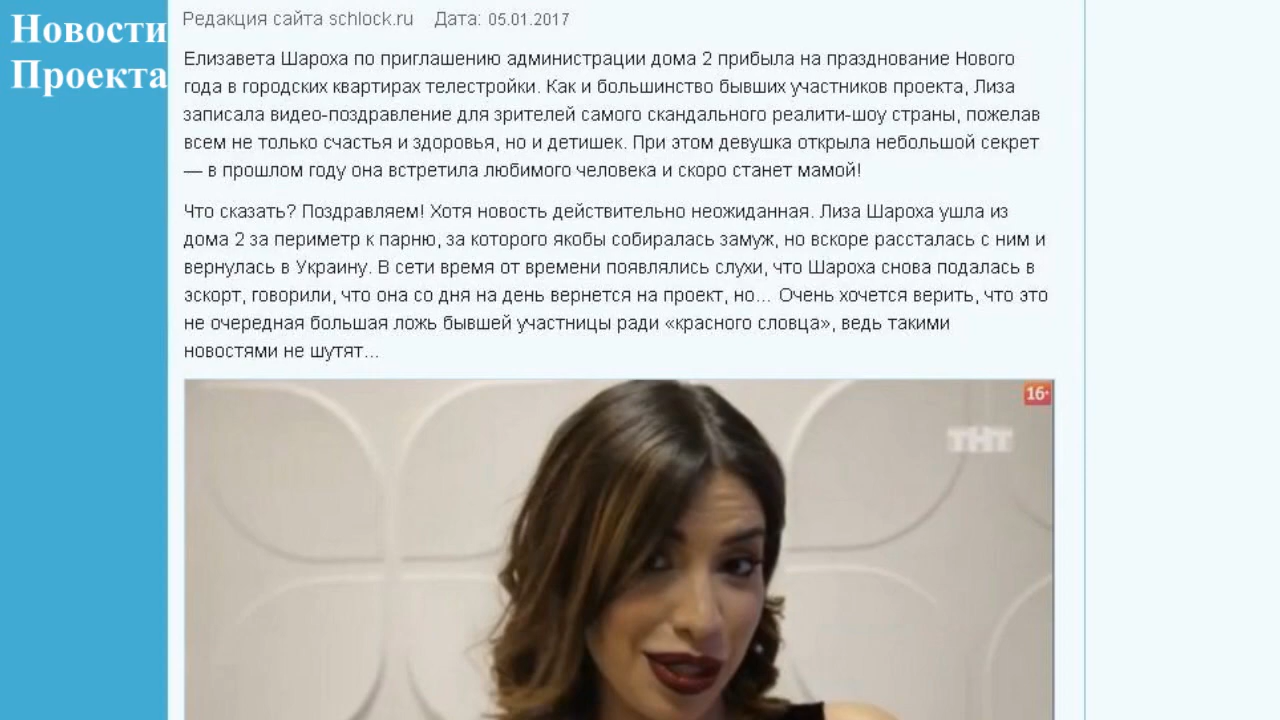 Новости
Проекта
Редакция сайта schlock.ru Дата: 05.01.2017
Елизавета Шароха по приглашению администрации дома 2 прибыла на празднование Нового
года в городских квартирах телестройки. Как и большинство бывших участников проекта, Лиза
записала видео-поздравление для зрителей самого скандального реалити-шоу страны, пожелав
всем не только счастья и здоровья, но и детишек. При этом девушка открыла небольшой секрет
— в прошлом году она встретила любимого человека и скоро станет мамой!
Что сказать? Поздравляем! Хотя новость действительно неожиданная. Лиза Шароха ушла из
дома 2 за периметр к парню, за которого якобы собиралась замуж, но вскоре рассталась с ним и
вернулась в Украину. В сети время от времени появлялись слухи, что Шароха снова подалась в
эскорт, говорили, что она со дня на день вернется на проект, но... Очень хочется верить, что это
не очередная большая ложь бывшей участницы ради «красного словца», ведь такими
новостями не шутят...
16+
ТНТ